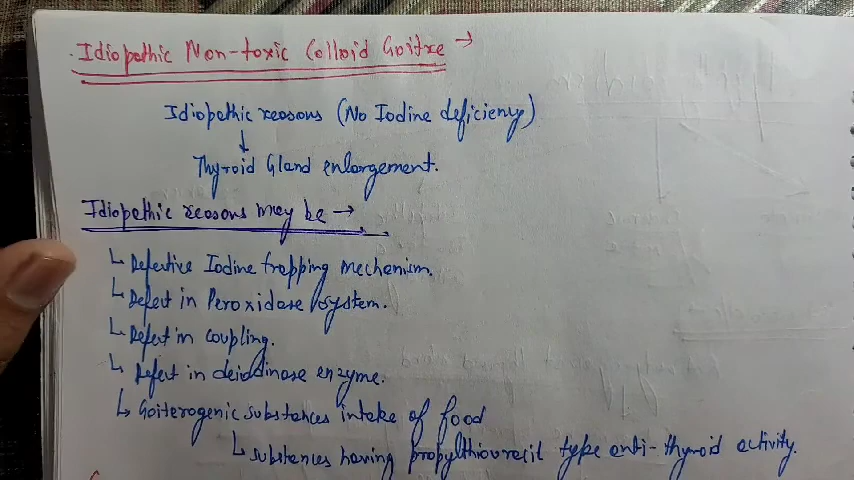 . Idiopathic Non-toxic Colloid Goitre →
Idiopathic reasons (No Iodine deficieny)
↓
Thyroid Gland enlargement.
Idiopathic reasons may be →
↳ Defective Iodine trapping mechanism.
↳ Defect in Peroxidase system.
↳ Defect in coupling.
↳ Defect in deiodinase enzyme.
↳ Goiterogenic substances intake of food
↳ substances having propylthiouracil type anti-thyroid activity.